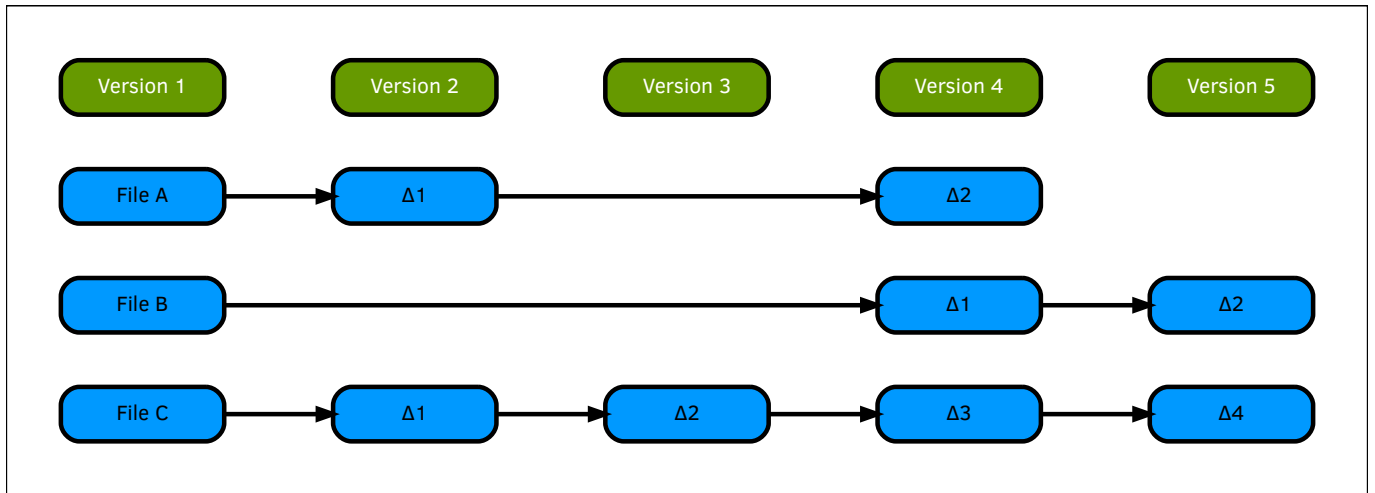 Version 1 Version 2 Version 3 Version 4 Version 5
File A Δ1 Δ2
File B Δ1 Δ2
File C Δ1 Δ2 Δ3 Δ4